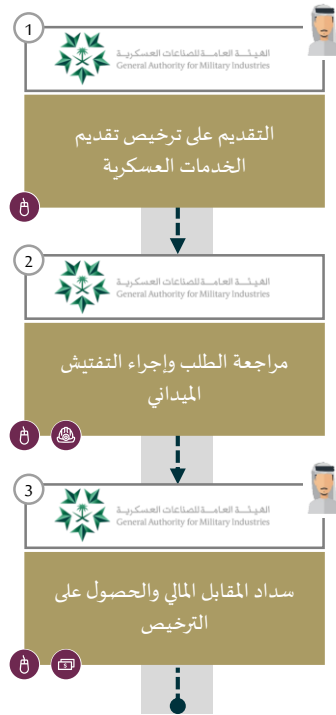 1
الهيئة العامة للصناعات العسكرية
General Authority for Military Industries
التقديم على ترخيص تقديم
الخدمات العسكرية
2
الهيئة العامة للصناعات العسكرية
General Authority for Military Industries
مراجعة الطلب وإجراء التفتيش
الميداني
3
الهيئة العامة للصناعات العسكرية
General Authority for Military Industries
سداد المقابل المالي والحصول على
الترخيص